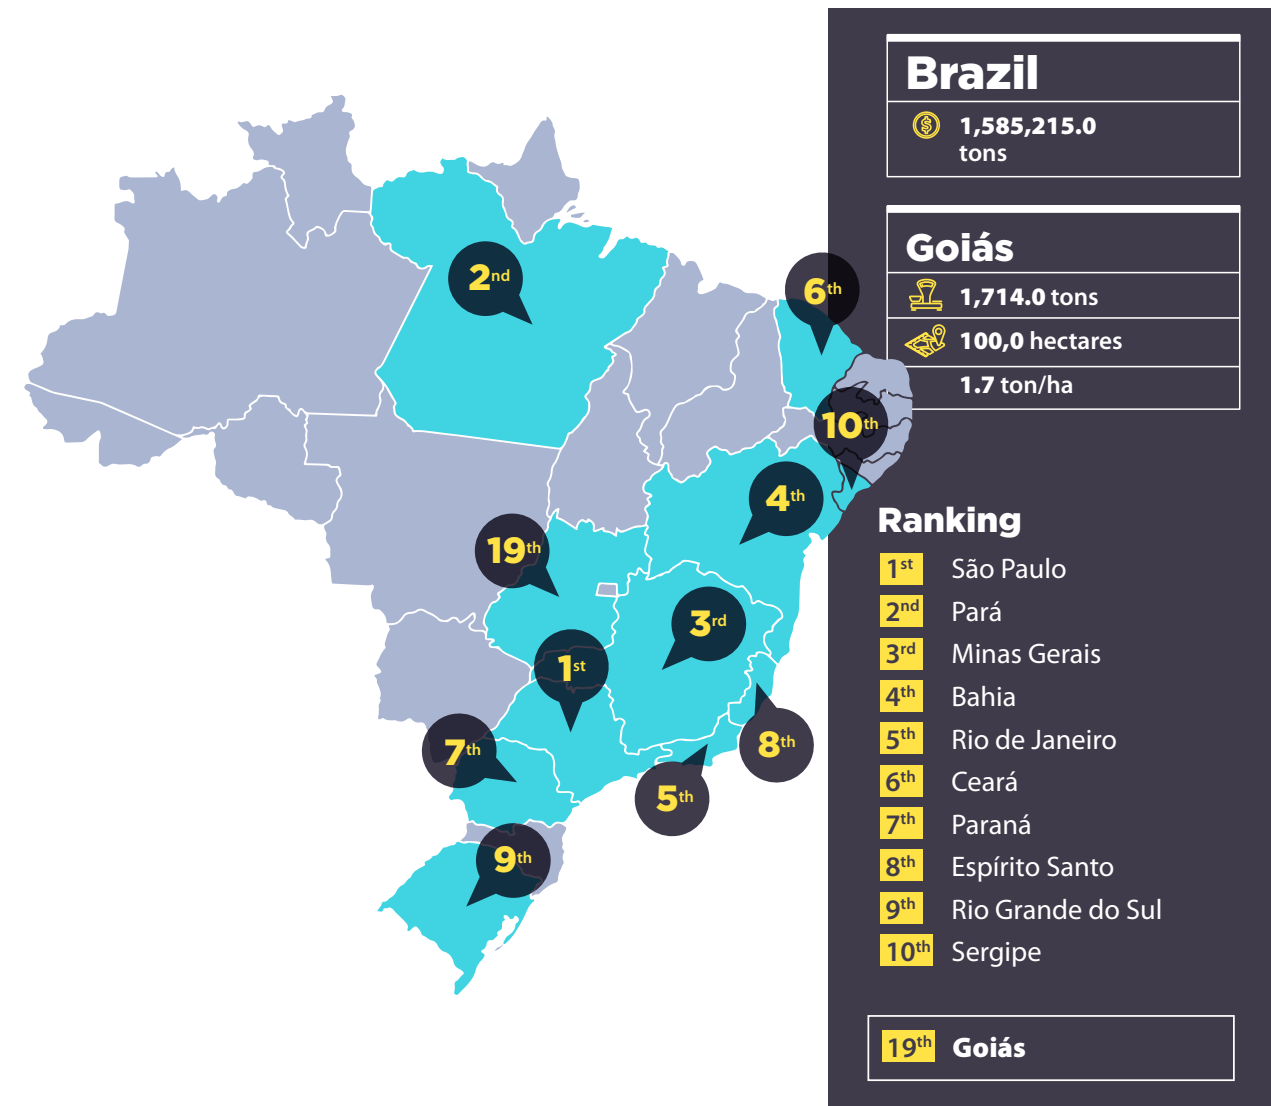 2nd
6th
10th
4th
19th
3rd
1st
7th
8th
5th
9th
Brazil
1,585,215.0
tons
Goiás
1,714.0 tons
100,0 hectares
1.7 ton/ha
Ranking
1st São Paulo
2nd Pará
3rd Minas Gerais
4th Bahia
5th Rio de Janeiro
6th Ceará
7th Paraná
8th Espírito Santo
9th Rio Grande do Sul
10th Sergipe
19th Goiás